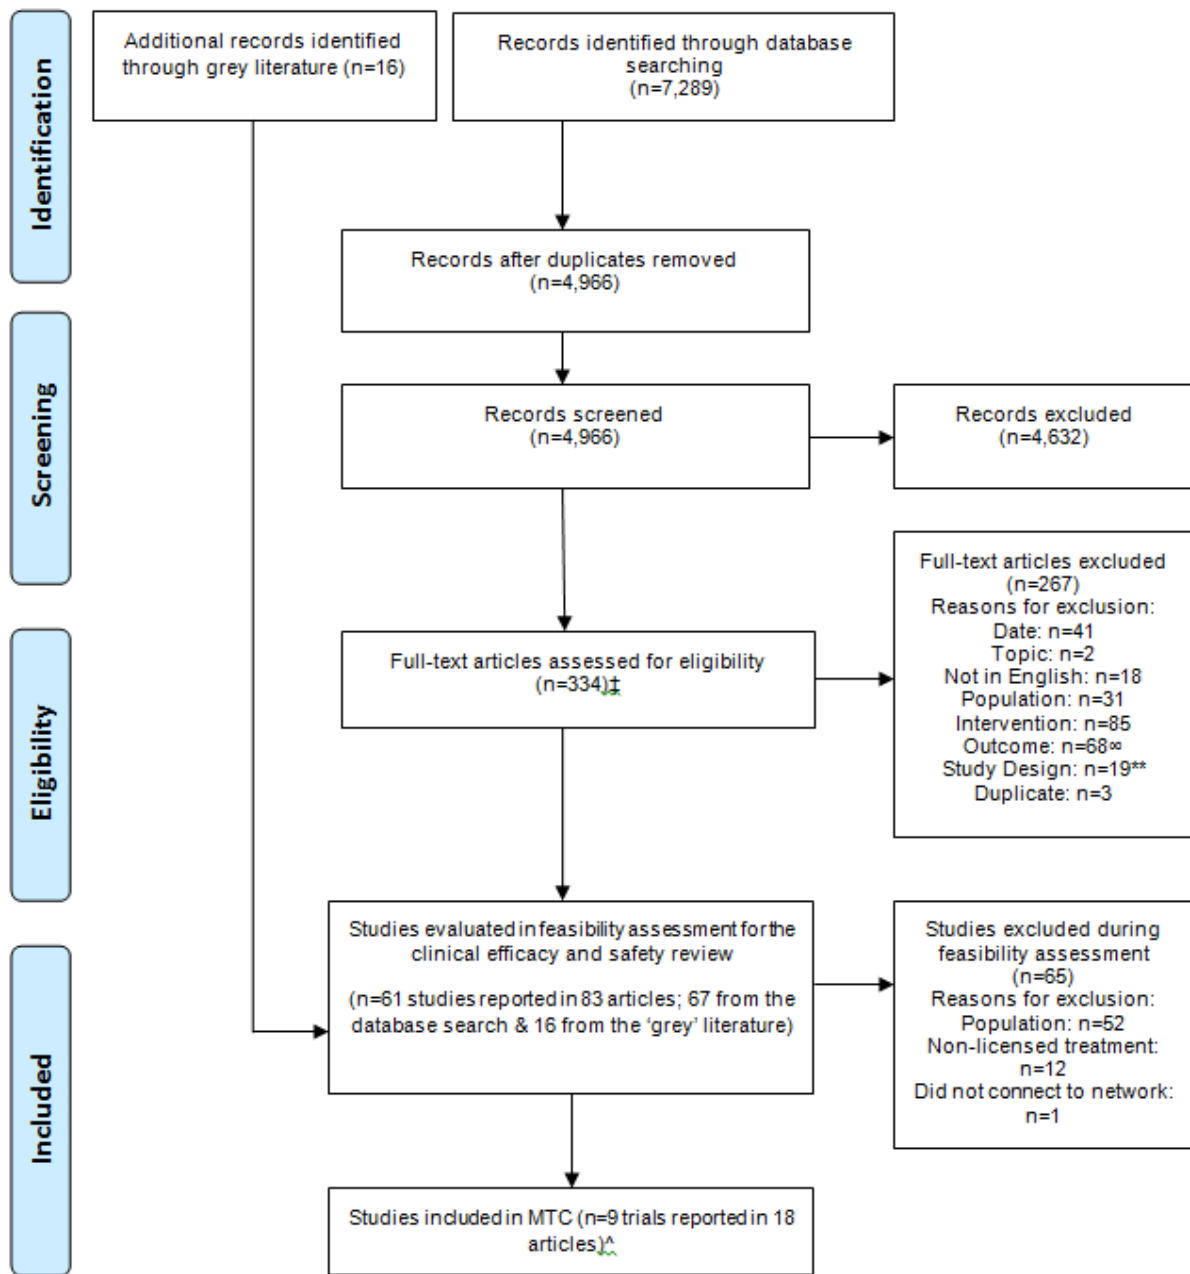 Identification
Additional records identified
through grey literature (n=16)
Records identified through database
searching
(n=7,289)
Records after duplicates removed
(n=4,966)
Screening
Records screened
(n=4,966)
Records excluded
(n=4,632)
Eligibility
Full-text articles assessed for eligibility
(n=334)‡
Full-text articles excluded
(n=267)
Reasons for exclusion:
Date: n=41
Topic: n=2
Not in English: n=18
Population: n=31
Intervention: n=85
Outcome: n=68∞
Study Design: n=19**
Duplicate: n=3
Included
Studies evaluated in feasibility assessment for the
clinical efficacy and safety review
(n=61 studies reported in 83 articles; 67 from the
database search & 16 from the ‘grey’ literature)
Studies excluded during
feasibility assessment
(n=65)
Reasons for exclusion:
Population: n=52
Non-licensed treatment:
n=12
Did not connect to network:
n=1
Studies included in MTC (n=9 trials reported in 18
articles)^